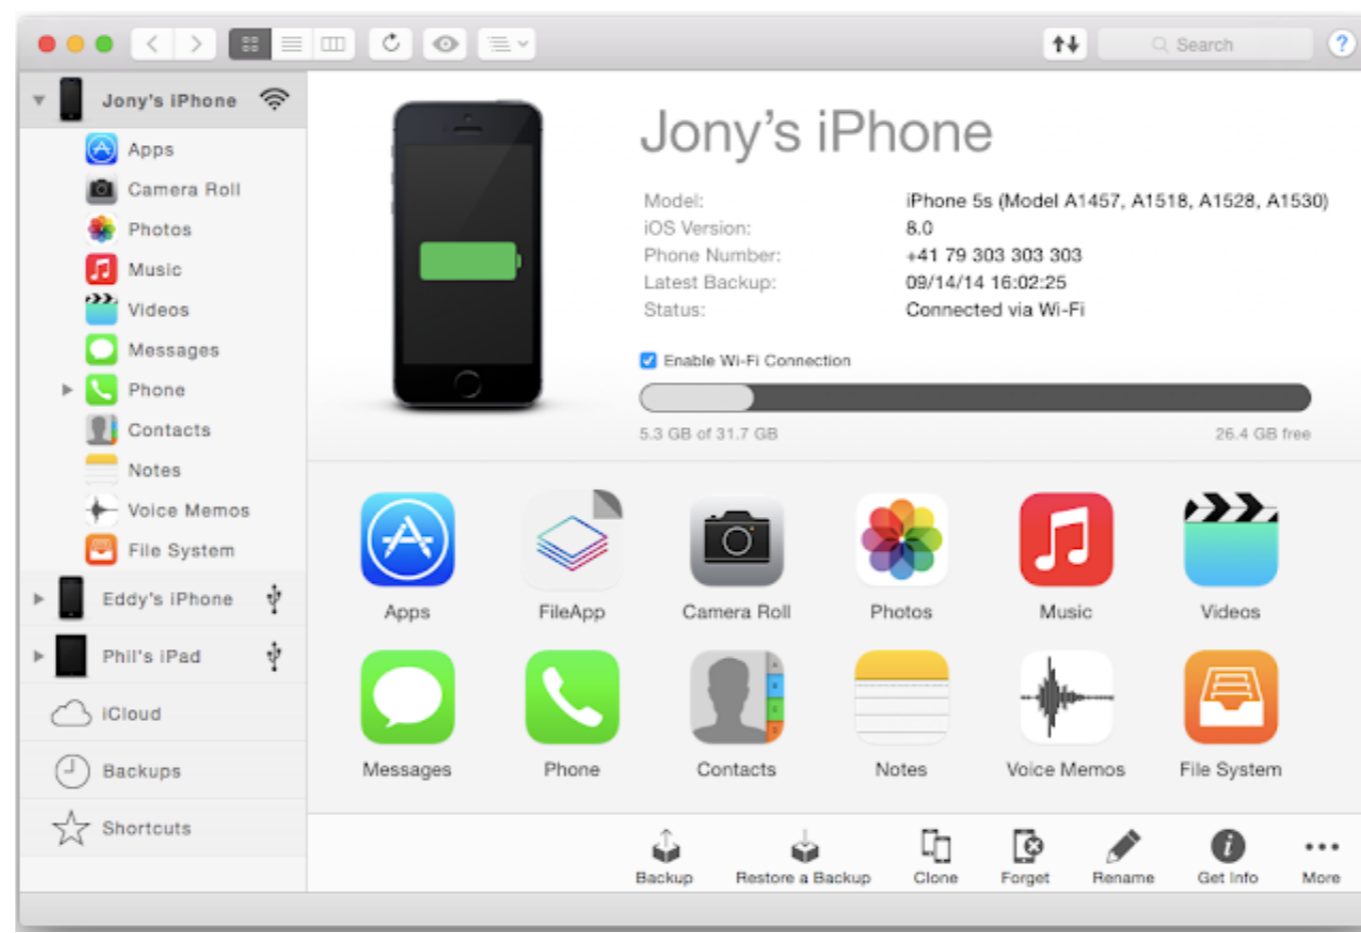 Search
?
Jony's iPhone
Apps
Camera Roll
Photos
Music
Videos
Messages
Phone
Contacts
Notes
Voice Memos
File System
Eddy's iPhone
Phil's iPad
iCloud
Backups
Shortcuts
Jony's iPhone
Model: iPhone 5s (Model A1457, A1518, A1528, A1530)
iOS Version: 8.0
Phone Number: +41 79 303 303 303
Latest Backup: 09/14/14 16:02:25
Status: Connected via Wi-Fi
Enable Wi-Fi Connection
5.3 GB of 31.7 GB 26.4 GB free
Apps FileApp Camera Roll Photos Music Videos
Messages Phone Contacts Notes Voice Memos File System
Backup Restore a Backup Clone Forget Rename Get Info More